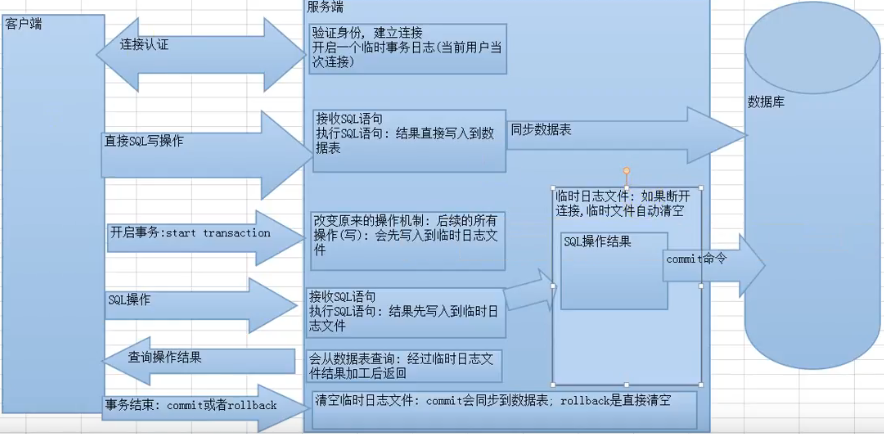 客户端
服务端
连接认证
验证身份, 建立连接
开启一个临时事务日志(当前用户当
次连接)
数据库
直接SQL写操作
接收SQL语句
执行SQL语句: 结果直接写入到数
据表
同步数据表
临时日志文件: 如果断开
连接,临时文件自动清空
开启事务:start transaction
改变原来的操作机制: 后续的所有
操作(写): 会先写入到临时日志文
件
SQL操作结果
commit命令
SQL操作
接收SQL语句
执行SQL语句: 结果先写入到临时日
志文件
查询操作结果
会从数据表查询: 经过临时日志文
件结果加工后返回
事务结束: commit或者rollback
清空临时日志文件: commit会同步到数据表; rollback是直接清空